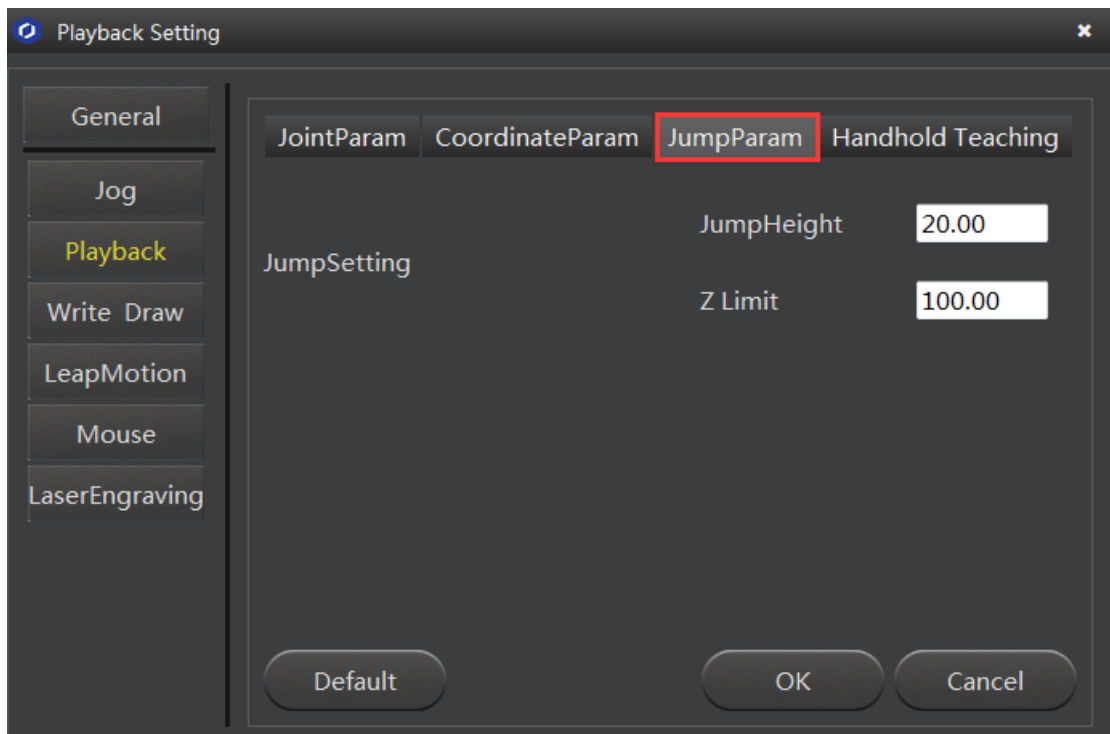 Playback Setting
General
Jog
Playback
Write Draw
LeapMotion
Mouse
LaserEngraving
JointParam CoordinateParam JumpParam Handhold Teaching
JumpSetting
JumpHeight 20.00
Z Limit 100.00
Default OK Cancel